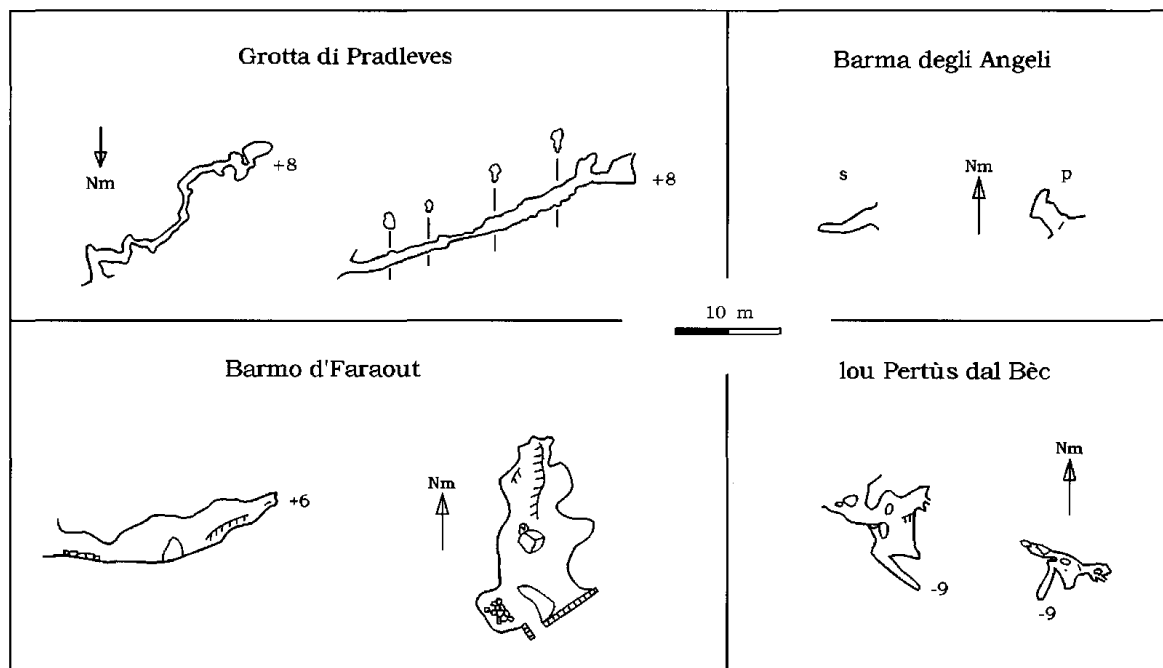 Grotta di Pradleves
Nm
+8
+8
Barma degli Angeli
s
Nm
p
10 m
Barmo d'Faraout
+6
Nm
lou Pertùs dal Bèc
-9
Nm
-9